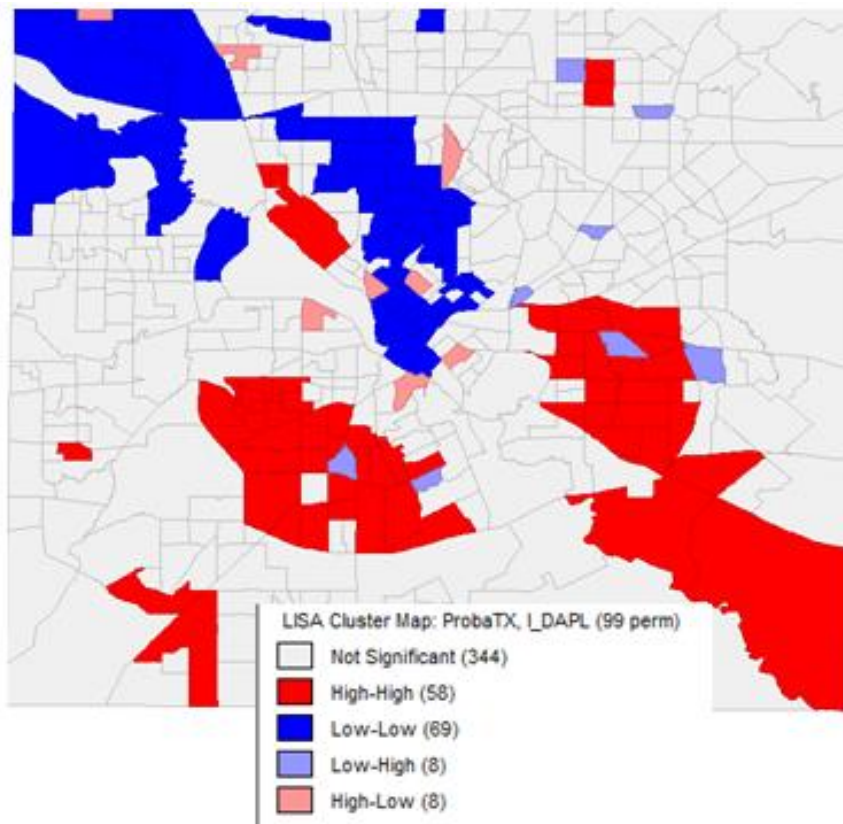 LISA Cluster Map: ProbaTX, I_DAPL (99 perm)
Not Significant (344)
High-High (58)
Low-Low (69)
Low-High (8)
High-Low (8)